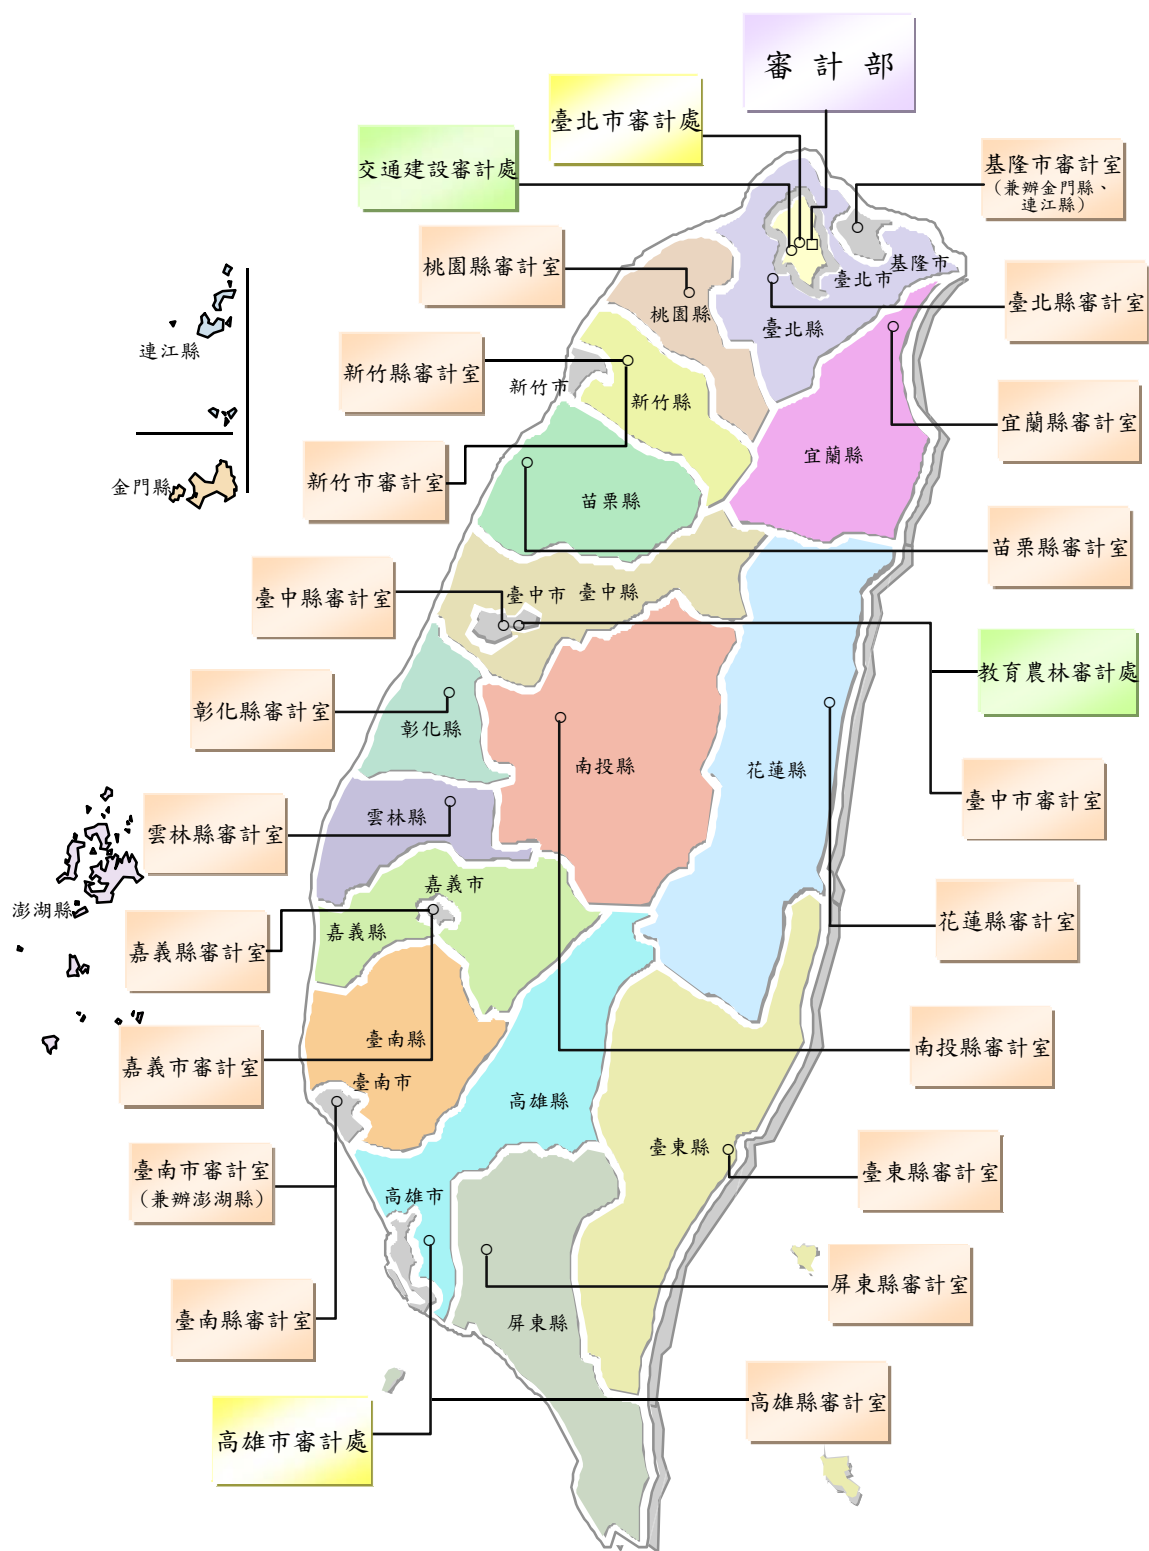 審計部
臺北市審計處
交通建設審計處
基隆市審計室
(兼辦金門縣、
連江縣)
桃園縣審計室
基隆市
臺北市
臺北縣審計室
桃園縣
臺北縣
連江縣
新竹縣審計室
新竹市
新竹縣
宜蘭縣審計室
宜蘭縣
新竹市審計室
金門縣
苗栗縣
苗栗縣審計室
臺中縣審計室
臺中市
臺中縣
教育農林審計處
彰化縣審計室
彰化縣
南投縣
花蓮縣
臺中市審計室
雲林縣審計室
雲林縣
嘉義市
澎湖縣
嘉義縣
花蓮縣審計室
嘉義縣審計室
臺南縣
南投縣審計室
嘉義市審計室
臺南市
高雄縣
臺東縣
臺南市審計室
(兼辦澎湖縣)
臺東縣審計室
高雄市
屏東縣審計室
臺南縣審計室
屏東縣
高雄縣審計室
高雄市審計處